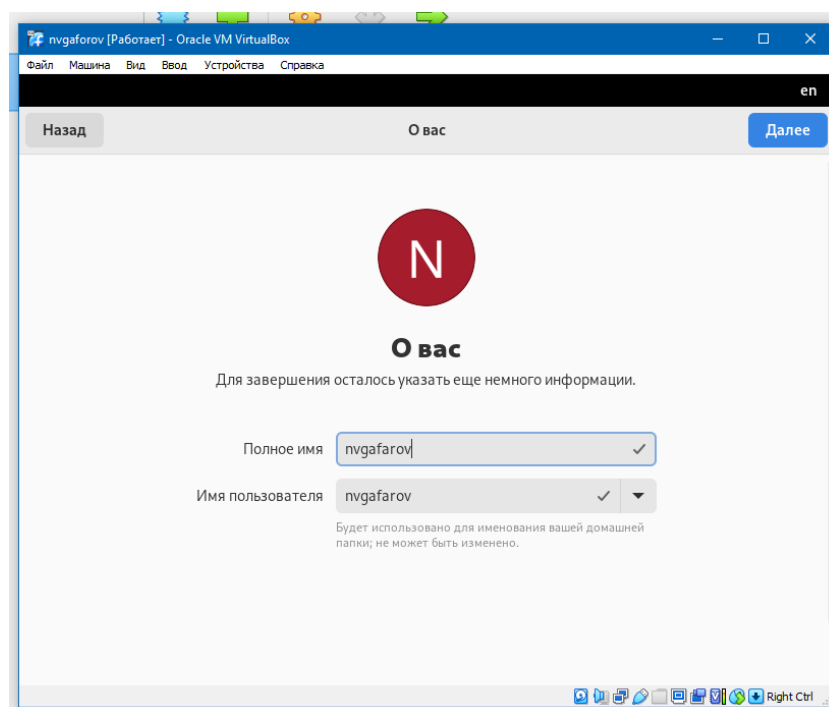 nvgaforov [Работает] - Oracle VM VirtualBox
Файл Машина Вид Ввод Устройства Справка
en
Назад О вас Далее
N
О вас
Для завершения осталось указать еще немного информации.
Полное имя nvgafarov
Имя пользователя nvgafarov
Будет использовано для именования вашей домашней
папки; не может быть изменено.
Right Ctrl